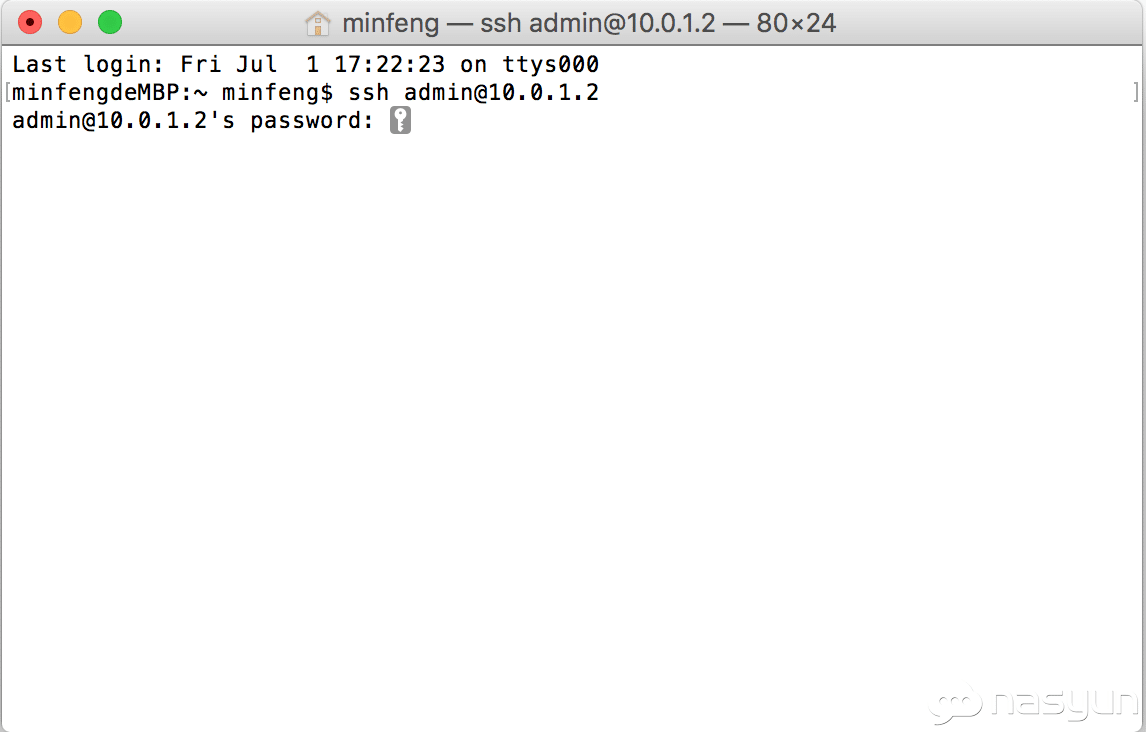 minfeng — ssh admin@10.0.1.2 — 80×24
Last login: Fri Jul  1 17:22:23 on ttys000
[minfengdeMBP:~ minfeng$ ssh admin@10.0.1.2 ]
admin@10.0.1.2's password:
nasyun